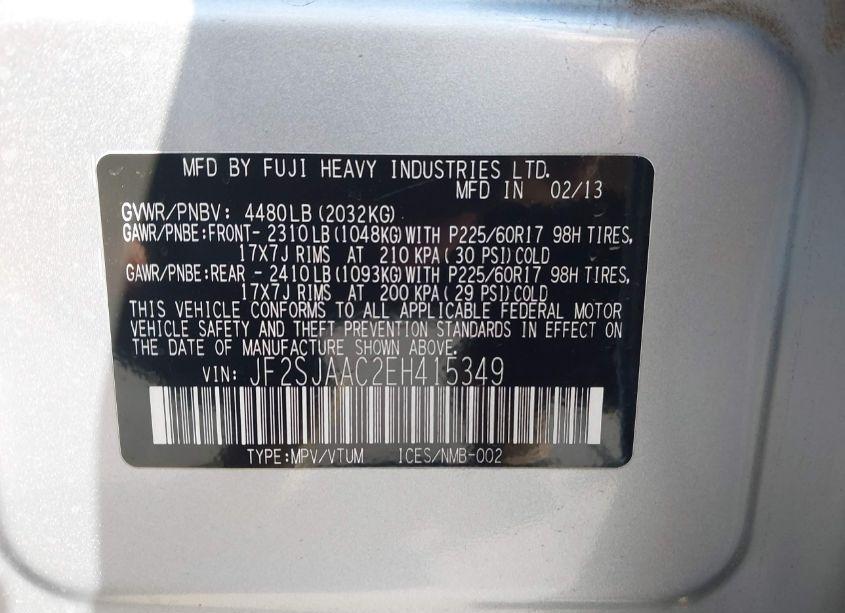 MFD BY FUJI HEAVY INDUSTRIES LTD.
MFD IN 02/13
GVWR/PNBV: 4480LB(2032KG)
GAWR/PNBE:FRONT- 2310LB(1048KG)WITH P225/60R17 98H TIRES,
17X7J RIMS AT 210 KPA( 30 PSI)COLD
GAWR/PNBE:REAR - 2410LB(1093KG)WITH P225/60R17 98H TIRES,
17X7J RIMS AT 200 KPA( 29 PSI)COLD
THIS VEHICLE CONFORMS TO ALL APPLICABLE FEDERAL MOTOR
VEHICLE SAFETY AND THEFT PREVENTION STANDARDS IN EFFECT ON
THE DATE OF MANUFACTURE SHOWN ABOVE.
VIN: JF2SJAAC2EH415349
TYPE:MPV/VTUM ICES/NMB-002